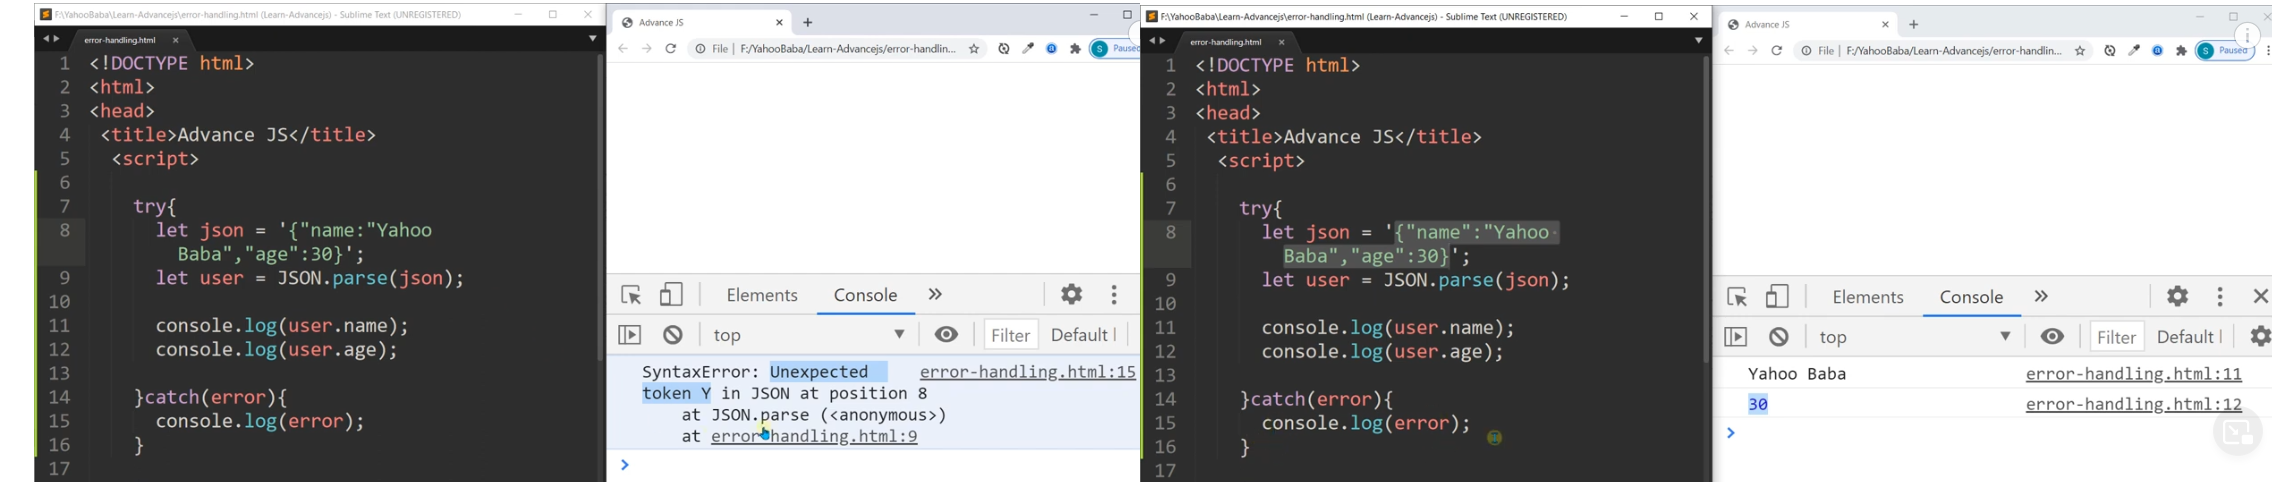 F:\YahooBaba\Learn-Advancejs\error-handling.html (Learn-Advancejs) - Sublime Text (UNREGISTERED)
error-handling.html
1 <!DOCTYPE html>
2 <html>
3 <head>
4 <title>Advance JS</title>
5 <script>
6
7 try{
8 let json = '{"name:"Yahoo
Baba","age":30}';
9 let user = JSON.parse(json);
10
11 console.log(user.name);
12 console.log(user.age);
13
14 }catch(error){
15 console.log(error);
16 }
17
Advance JS
File | F:/YahooBaba/Learn-Advancejs/error-handlin...
S Paused
Elements Console
top Filter Default
SyntaxError: Unexpected error-handling.html:15
token Y in JSON at position 8
at JSON.parse (<anonymous>)
at error-handling.html:9
F:\YahooBaba\Learn-Advancejs\error-handling.html (Learn-Advancejs) - Sublime Text (UNREGISTERED)
error-handling.html
1 <!DOCTYPE html>
2 <html>
3 <head>
4 <title>Advance JS</title>
5 <script>
6
7 try{
8 let json = '{"name":"Yahoo
Baba","age":30}';
9 let user = JSON.parse(json);
10
11 console.log(user.name);
12 console.log(user.age);
13
14 }catch(error){
15 console.log(error);
16 }
17
Advance JS
File | F:/YahooBaba/Learn-Advancejs/error-handlin...
S Paused
Elements Console
top Filter Default
Yahoo Baba error-handling.html:11
30 error-handling.html:12